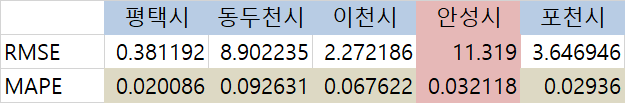 평택시 동두천시 이천시 안성시 포천시
RMSE 0.381192 8.902235 2.272186 11.319 3.646946
MAPE 0.020086 0.092631 0.067622 0.032118 0.02936